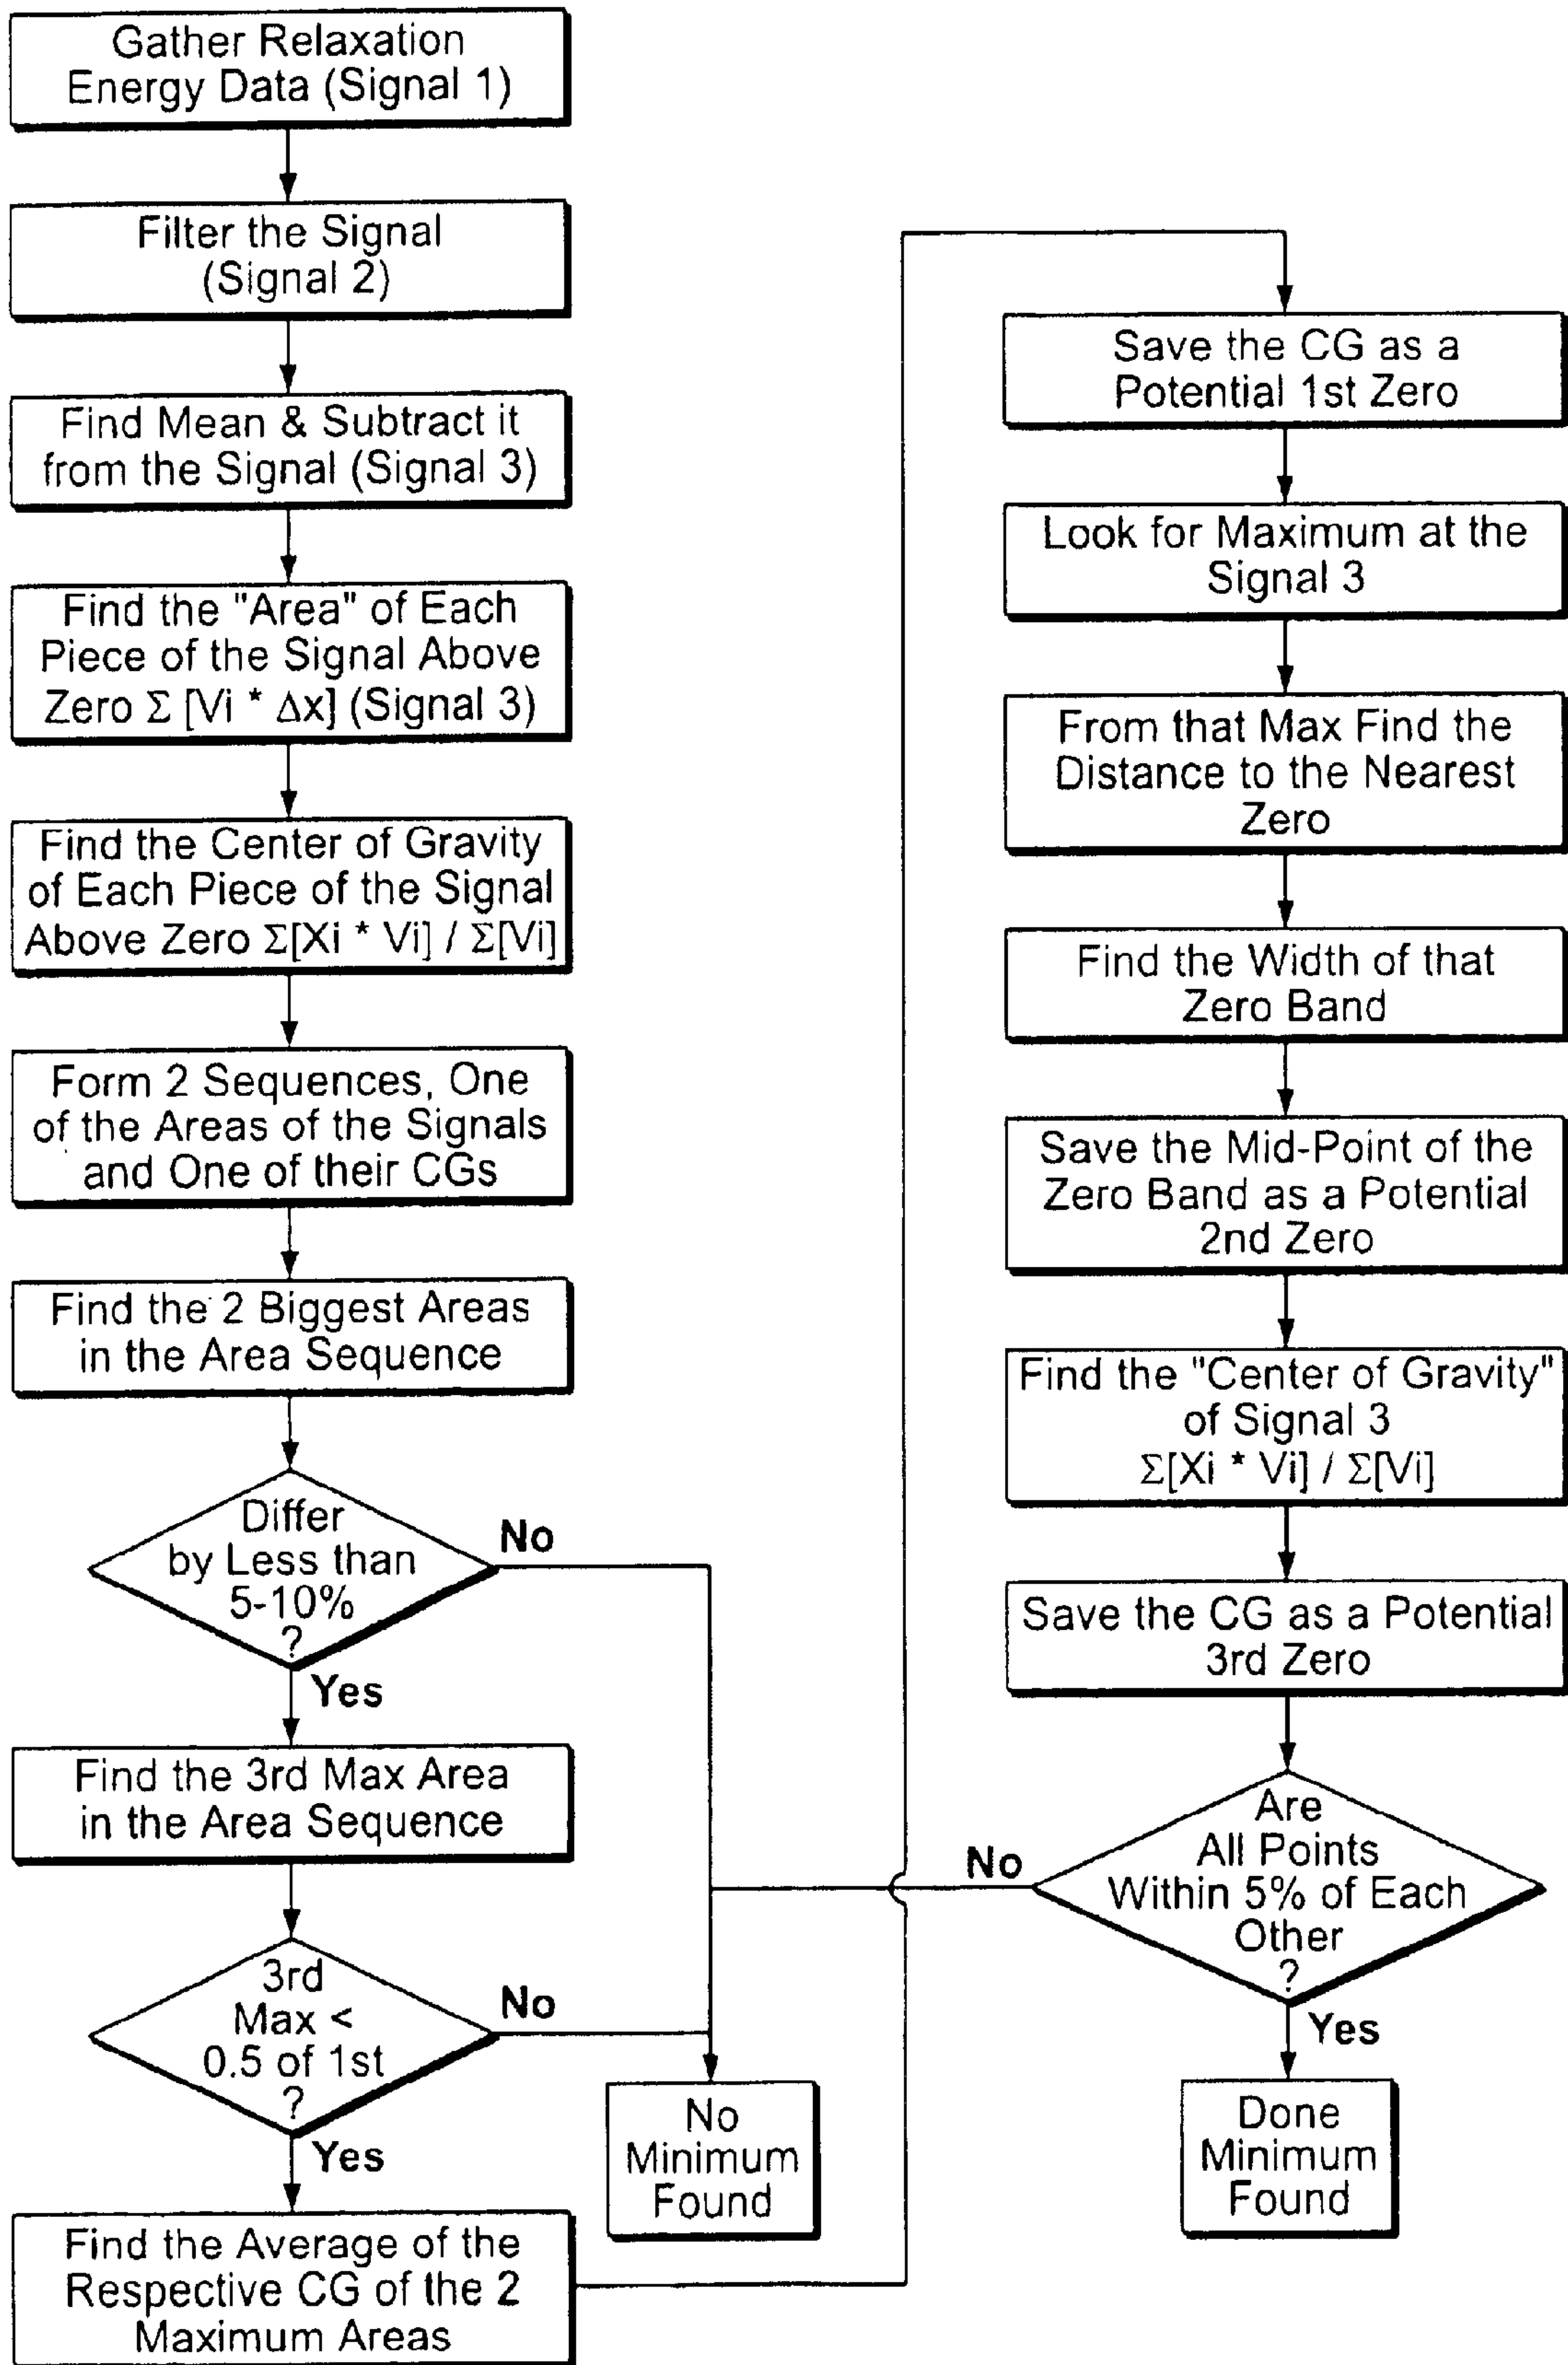 Gather Relaxation
Energy Data (Signal 1)
Filter the Signal
(Signal 2)
Find Mean & Subtract it
from the Signal (Signal 3)
Find the "Area" of Each
Piece of the Signal Above
Zero Σ [Vi * Δx] (Signal 3)
Find the Center of Gravity
of Each Piece of the Signal
Above Zero Σ[Xi * Vi] / Σ[Vi]
Form 2 Sequences, One
of the Areas of the Signals
and One of their CGs
Find the 2 Biggest Areas
in the Area Sequence
Differ
by Less than
5-10%
?
No
Yes
Find the 3rd Max Area
in the Area Sequence
3rd
Max <
0.5 of 1st
?
No
Yes
Find the Average of the
Respective CG of the 2
Maximum Areas
No
Minimum
Found
Save the CG as a
Potential 1st Zero
Look for Maximum at the
Signal 3
From that Max Find the
Distance to the Nearest
Zero
Find the Width of that
Zero Band
Save the Mid-Point of the
Zero Band as a Potential
2nd Zero
Find the "Center of Gravity"
of Signal 3
Σ[Xi * Vi] / Σ[Vi]
Save the CG as a Potential
3rd Zero
Are
All Points
Within 5% of Each
Other
?
No
Yes
Done
Minimum
Found